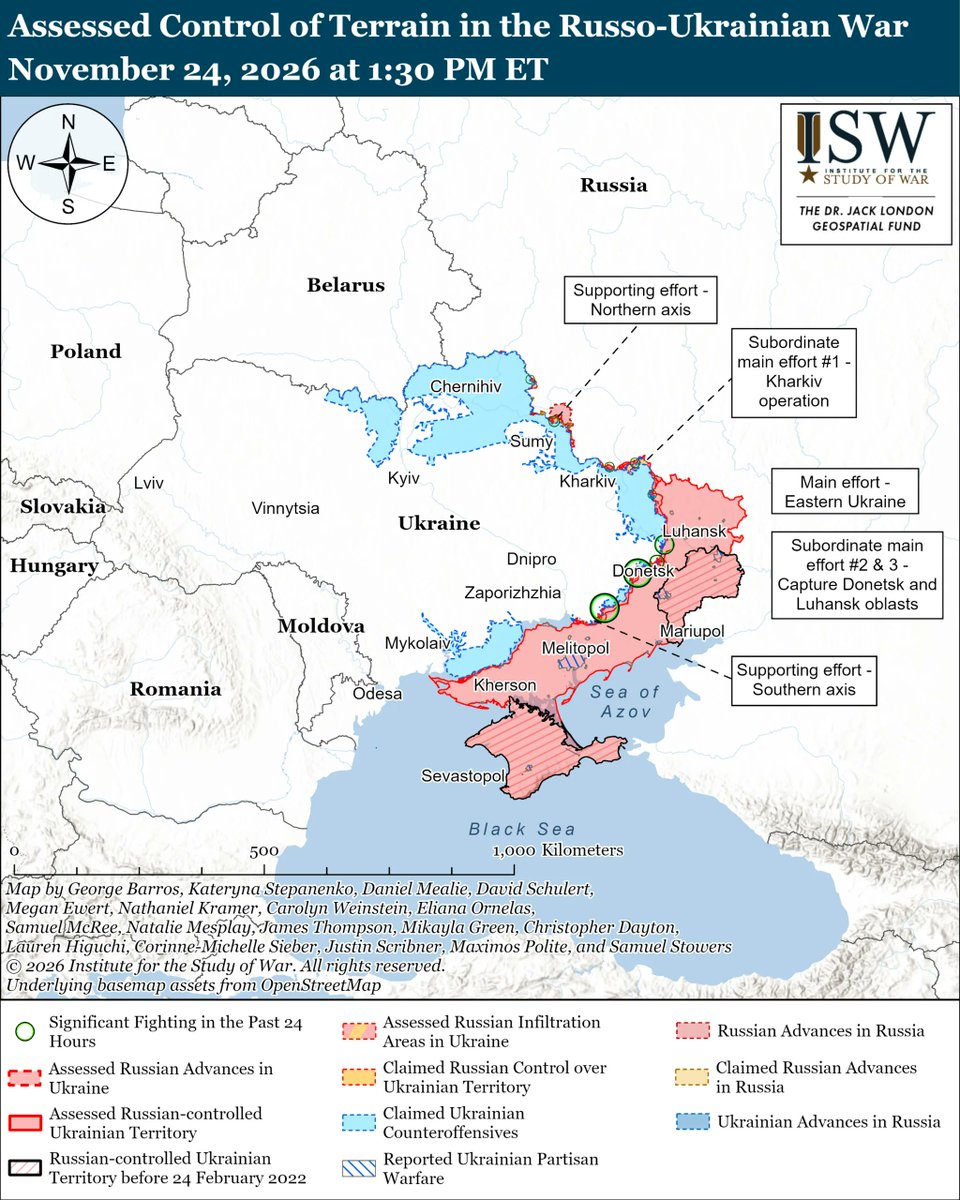 Assessed Control of Terrain in the Russo-Ukrainian War
November 24, 2026 at 1:30 PM ET
N
W
E
S
ISW
INSTITUTE FOR THE
STUDY OF WAR
THE DR. JACK LONDON
GEOSPATIAL FUND
Russia
Belarus
Poland
Supporting effort -
Northern axis
Subordinate
main effort #1 -
Kharkiv
operation
Chernihiv
Sumy
Kyiv
Kharkiv
Lviv
Slovakia
Vinnytsia
Ukraine
Main effort -
Eastern Ukraine
Luhansk
Hungary
Dnipro
Donetsk
Subordinate main
effort #2 & 3 -
Capture Donetsk and
Luhansk oblasts
Zaporizhzhia
Moldova
Mykolaiv
Mariupol
Melitopol
Romania
Odesa
Kherson
Sea of
Azov
Supporting effort -
Southern axis
Sevastopol
Black Sea
0
500
1,000 Kilometers
Map by George Barros, Kateryna Stepanenko, Daniel Mealie, David Schulert,
Megan Ewert, Nathaniel Kramer, Carolyn Weinstein, Eliana Ornelas,
Samuel McRee, Natalie Mesplay, James Thompson, Mikayla Green, Christopher Dayton,
Lauren Higuchi, Corinne-Michelle Sieber, Justin Scribner, Maximos Polite, and Samuel Stowers
© 2026 Institute for the Study of War. All rights reserved.
Underlying basemap assets from OpenStreetMap
Significant Fighting in the Past 24
Hours
Assessed Russian Advances in
Ukraine
Assessed Russian-controlled
Ukrainian Territory
Russian-controlled Ukrainian
Territory before 24 February 2022
Assessed Russian Infiltration
Areas in Ukraine
Claimed Russian Control over
Ukrainian Territory
Claimed Ukrainian
Counteroffensives
Reported Ukrainian Partisan
Warfare
Russian Advances in Russia
Claimed Russian Advances
in Russia
Ukrainian Advances in Russia